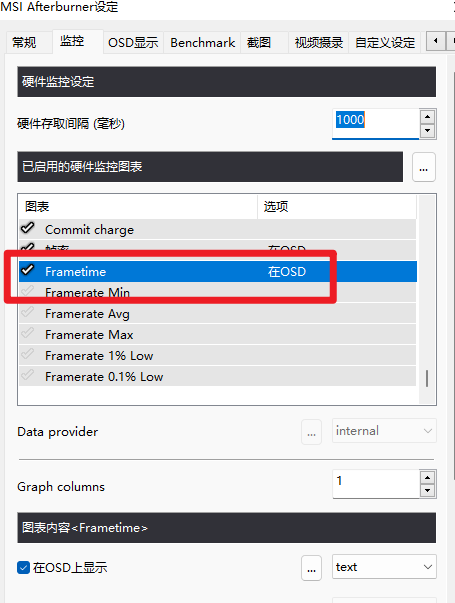 MSI Afterburner设定
常规 监控 OSD显示 Benchmark 截图 视频摄录 自定义设定
硬件监控设定
硬件存取间隔 (毫秒) 1000
已启用的硬件监控图表 ...
图表 选项
Commit charge
帧率 在OSD
Frametime 在OSD
Framerate Min
Framerate Avg
Framerate Max
Framerate 1% Low
Framerate 0.1% Low
Data provider ... internal
Graph columns 1
图表内容<Frametime>
在OSD上显示 ... text